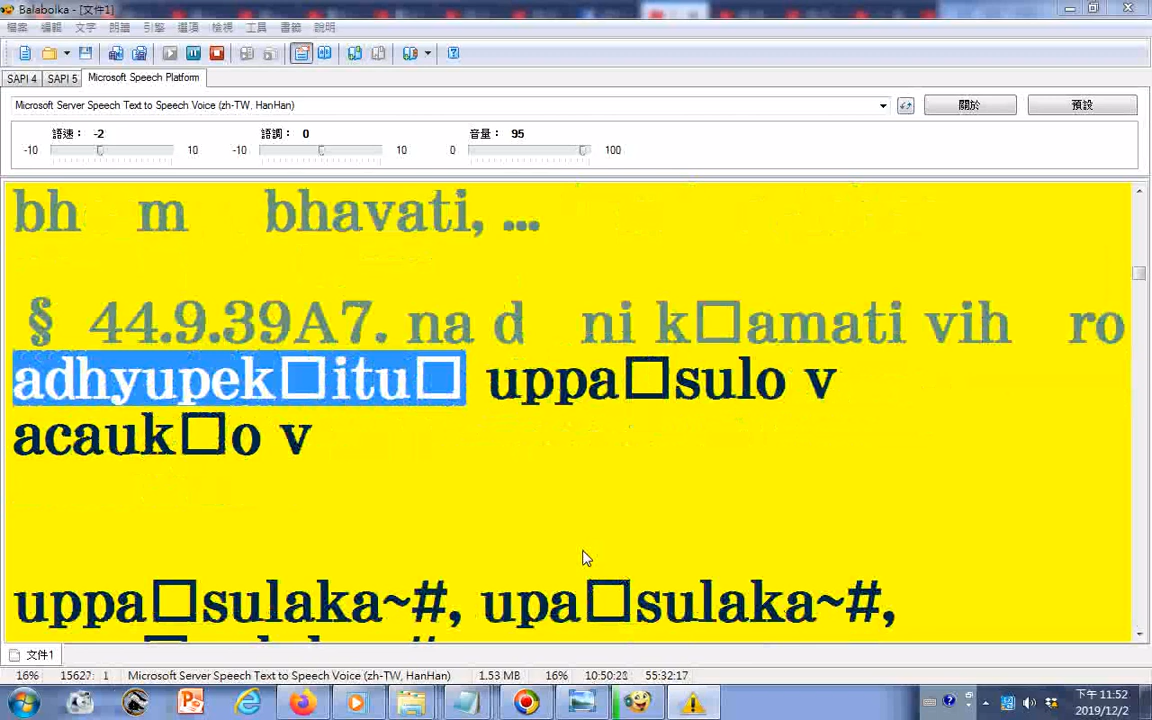 Balabolka - [文件1]
檔案 編輯 文字 朗讀 引擎 選項 檢視 工具 書籤 說明
SAPI 4 SAPI 5 Microsoft Speech Platform
Microsoft Server Speech Text to Speech Voice (zh-TW, HanHan) 關於 預設
語速: -2 語調: 0 音量: 95
-10 10 -10 10 0 100
bh m bhavati, ...
§ 44.9.39A7. na d ni k□amati vih ro
adhyupek□itu□ uppa□sulo v
acauk□o v
uppa□sulaka~#, upa□sulaka~#,
文件1
16% 15627: 1 Microsoft Server Speech Text to Speech Voice (zh-TW, HanHan) 1.53 MB 16% 10:50:28 55:32:17
下午 11:52
2019/12/2